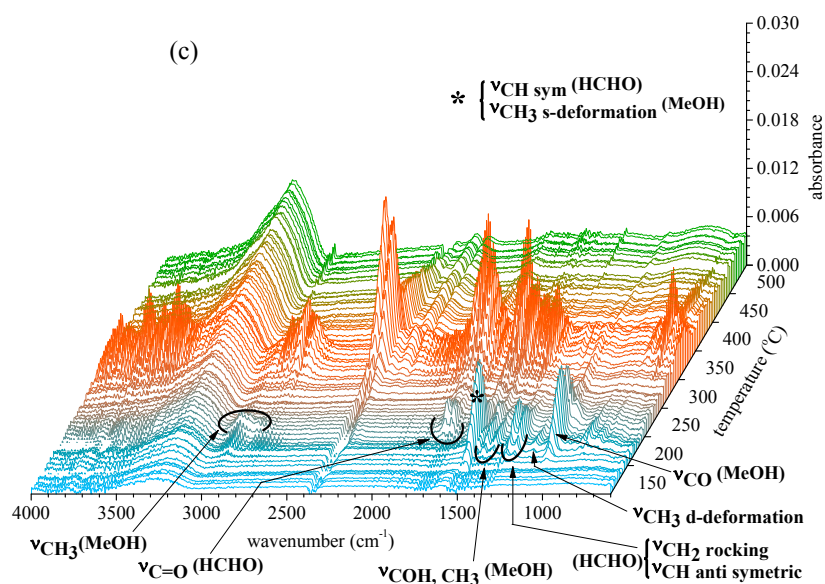 (c)
* { νCH sym (HCHO)
νCH3 s-deformation (MeOH)
0.030
0.024
0.018
0.012
0.006
0.000
absorbance
500
450
400
350
300
250
200
150
temperature (°C)
4000 3500 3000 2500 2000 1500 1000
wavenumber (cm-1)
*
νCH3 (MeOH)
νC=O (HCHO)
νCOH, CH3 (MeOH)
νCO (MeOH)
νCH3 d-deformation
(HCHO) { νCH2 rocking
νCH anti symetric